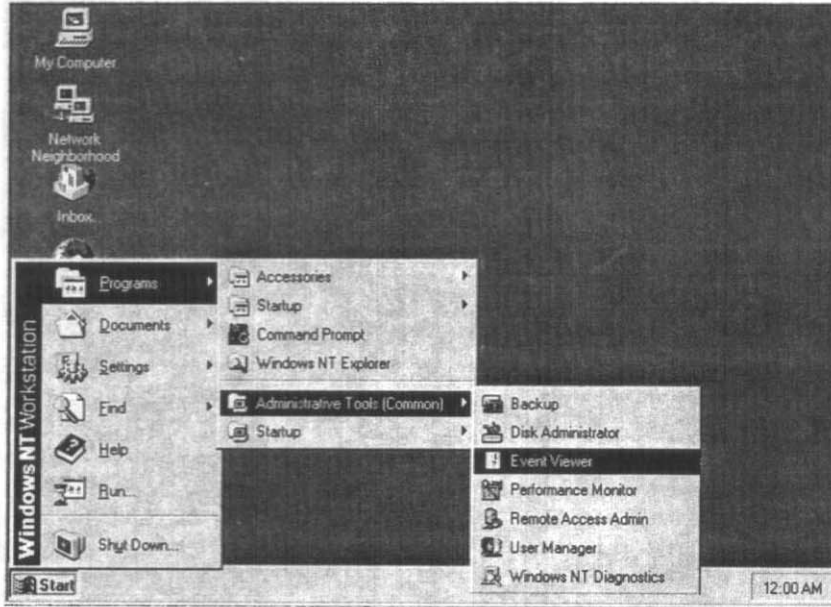 My Computer
Network
Neighborhood
Inbox
Programs
Documents
Settings
Find
Help
Run...
Shut Down...
Windows NT Workstation
Accessories
Startup
Command Prompt
Windows NT Explorer
Administrative Tools (Common)
Startup
Backup
Disk Administrator
Event Viewer
Performance Monitor
Remote Access Admin
User Manager
Windows NT Diagnostics
Start
12:00 AM